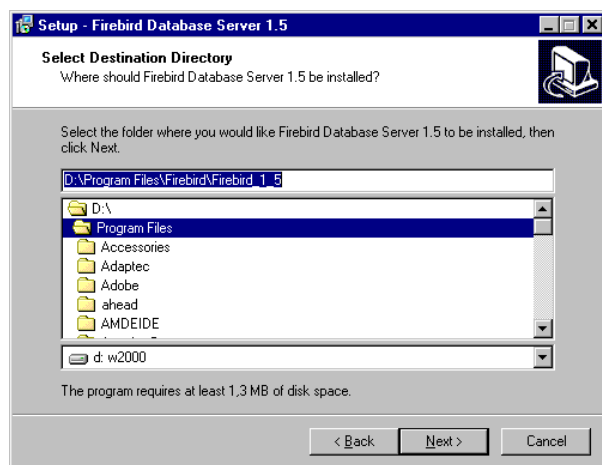 Setup - Firebird Database Server 1.5
Select Destination Directory
Where should Firebird Database Server 1.5 be installed?
Select the folder where you would like Firebird Database Server 1.5 to be installed, then
click Next.
D:\Program Files\Firebird\Firebird_1_5
D:\
Program Files
Accessories
Adaptec
Adobe
ahead
AMDEIDE
d: w2000
The program requires at least 1,3 MB of disk space.
< Back
Next >
Cancel